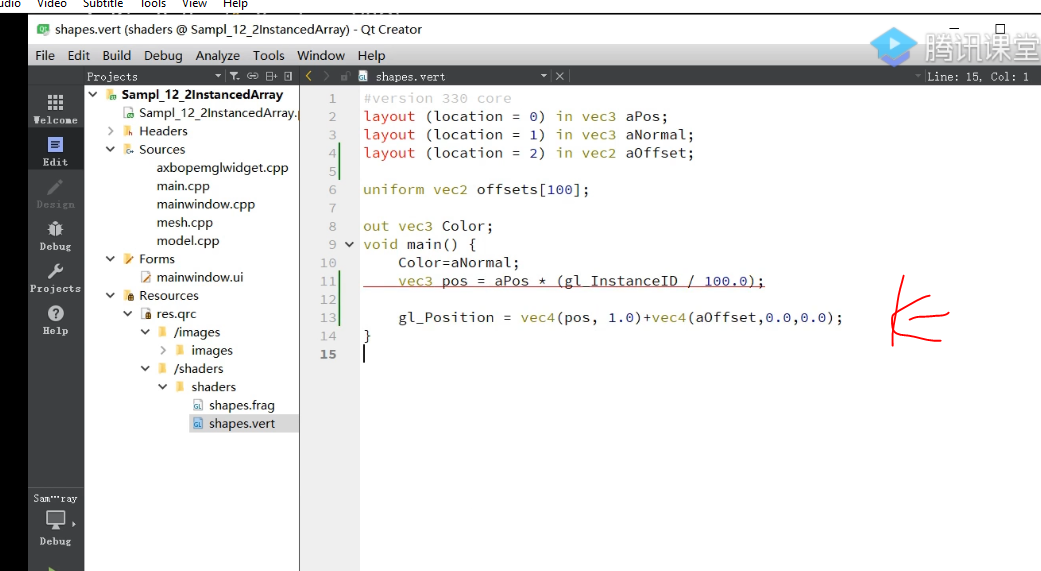 Video Subtitle Tools View Help
shapes.vert (shaders @ Sampl_12_2InstancedArray) - Qt Creator
腾讯课堂
File Edit Build Debug Analyze Tools Window Help
Projects
shapes.vert
Line: 15, Col: 1
Welcome
Edit
Design
Debug
Projects
Help
Sam···ray
Debug
Sampl_12_2InstancedArray
Sampl_12_2InstancedArray.p
Headers
Sources
axbopemglwidget.cpp
main.cpp
mainwindow.cpp
mesh.cpp
model.cpp
Forms
mainwindow.ui
Resources
res.qrc
/images
images
/shaders
shaders
shapes.frag
shapes.vert
1 #version 330 core
2 layout (location = 0) in vec3 aPos;
3 layout (location = 1) in vec3 aNormal;
4 layout (location = 2) in vec2 aOffset;
5
6 uniform vec2 offsets[100];
7
8 out vec3 Color;
9 void main() {
10 Color=aNormal;
11 vec3 pos = aPos * (gl_InstanceID / 100.0);
12
13 gl_Position = vec4(pos, 1.0)+vec4(aOffset,0.0,0.0);
14 }
15